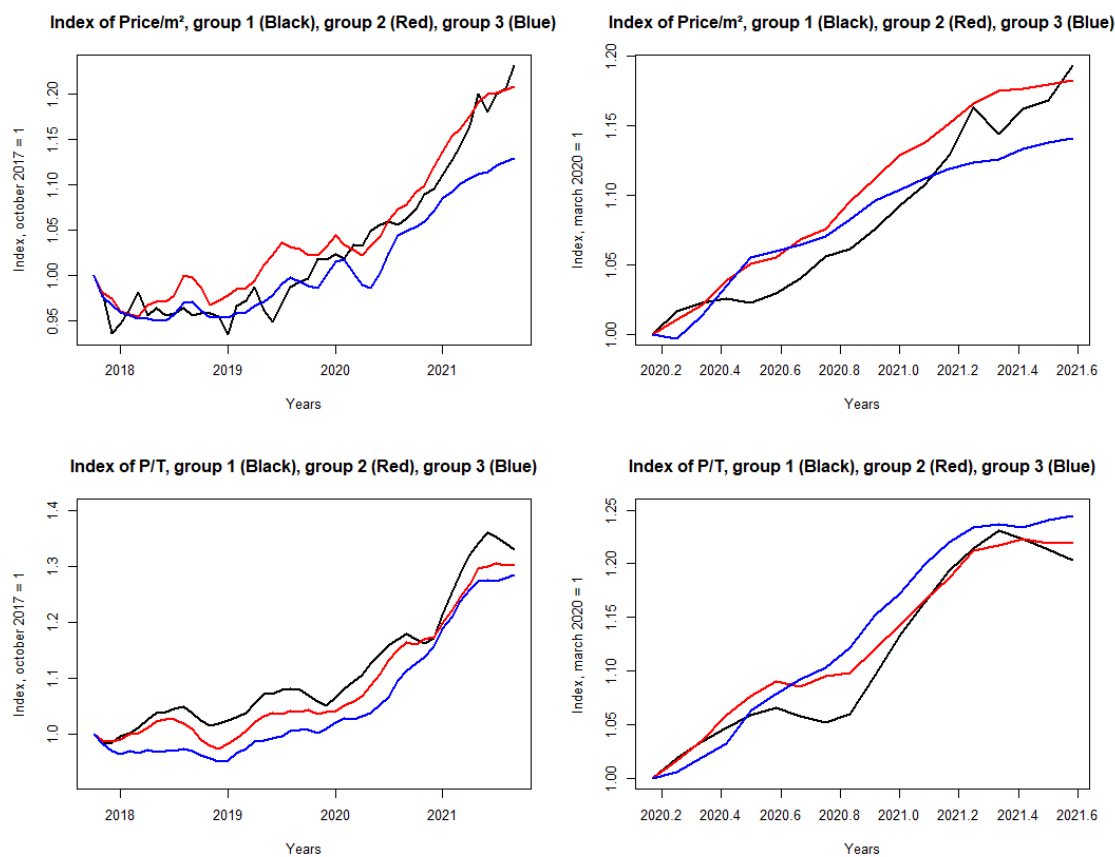 Index of Price/m², group 1 (Black), group 2 (Red), group 3 (Blue)
Index, october 2017 = 1
1.20
1.15
1.10
1.05
1.00
0.95
2018 2019 2020 2021
Years
Index of Price/m², group 1 (Black), group 2 (Red), group 3 (Blue)
Index, march 2020 = 1
1.20
1.15
1.10
1.05
1.00
2020.2 2020.4 2020.6 2020.8 2021.0 2021.2 2021.4 2021.6
Years
Index of P/T, group 1 (Black), group 2 (Red), group 3 (Blue)
Index, october 2017 = 1
1.4
1.3
1.2
1.1
1.0
2018 2019 2020 2021
Years
Index of P/T, group 1 (Black), group 2 (Red), group 3 (Blue)
Index, march 2020 = 1
1.25
1.20
1.15
1.10
1.05
1.00
2020.2 2020.4 2020.6 2020.8 2021.0 2021.2 2021.4 2021.6
Years